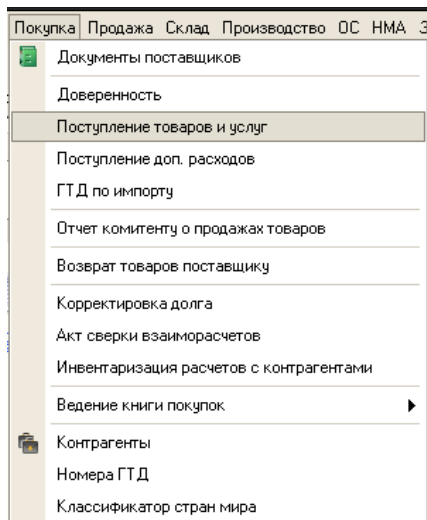 Покупка Продажа Склад Производство ОС НМА
Документы поставщиков
Доверенность
Поступление товаров и услуг
Поступление доп. расходов
ГТД по импорту
Отчет комитенту о продажах товаров
Возврат товаров поставщику
Корректировка долга
Акт сверки взаиморасчетов
Инвентаризация расчетов с контрагентами
Ведение книги покупок
Контрагенты
Номера ГТД
Классификатор стран мира